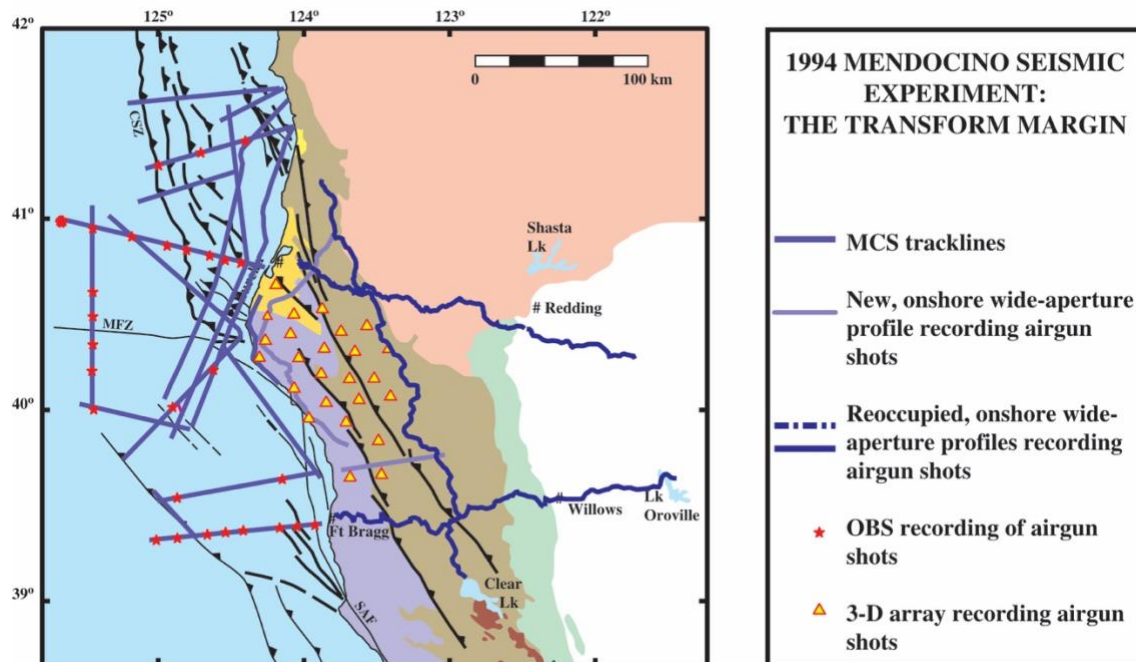 125°
124°
123°
122°
42°
0
100 km
CSZ
41°
Shasta
Lk
#
# Redding
MFZ
40°
#
Willows
Lk
Oroville
#
Ft Bragg
Clear
Lk
39°
SAF
1994 MENDOCINO SEISMIC
EXPERIMENT:
THE TRANSFORM MARGIN
MCS tracklines
New, onshore wide-aperture
profile recording airgun
shots
Reoccupied, onshore wide-
aperture profiles recording
airgun shots
OBS recording of airgun
shots
3-D array recording airgun
shots